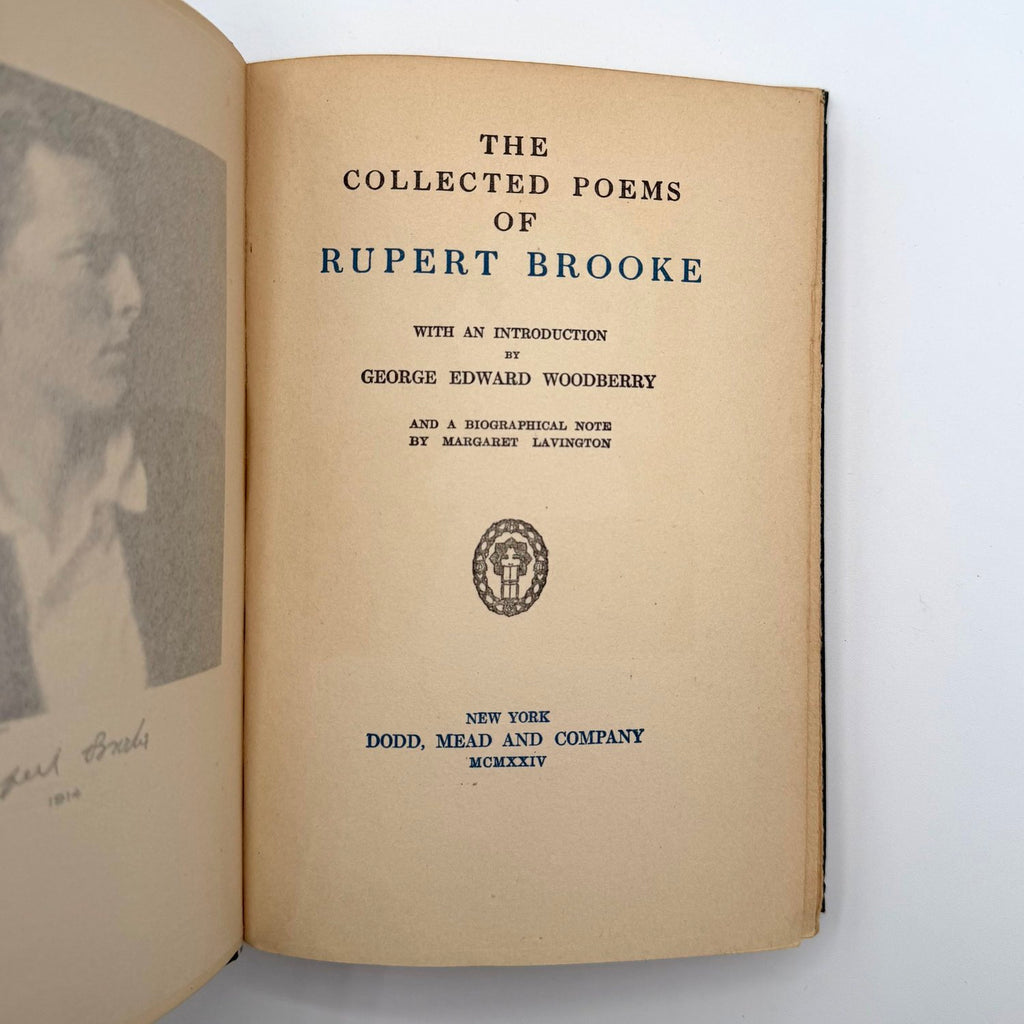 THE
COLLECTED POEMS
OF
RUPERT BROOKE
WITH AN INTRODUCTION
BY
GEORGE EDWARD WOODBERRY
AND A BIOGRAPHICAL NOTE
BY MARGARET LAVINGTON
NEW YORK
DODD, MEAD AND COMPANY
MCMXXIV
1914